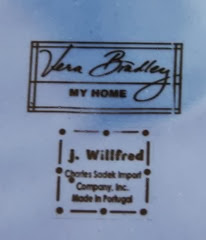 Vera Bradley
MY HOME
J. Willfred
Charles Sadek Import
Company, Inc.
Made in Portugal